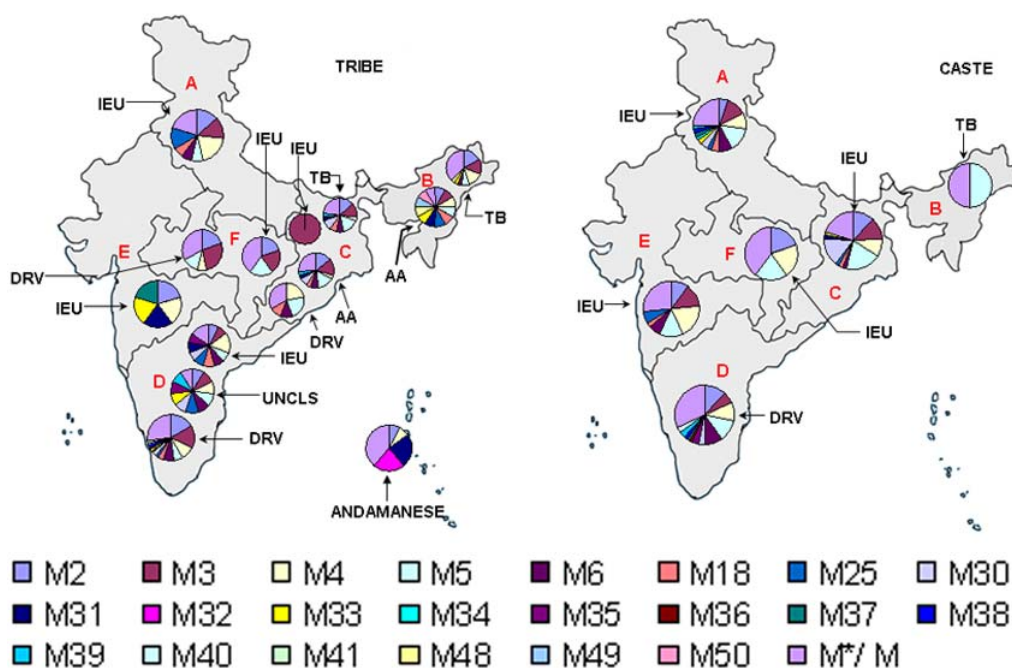 TRIBE
CASTE
A
IEU
IEU
IEU
TB
B
TB
AA
F
E
C
DRV
IEU
AA
DRV
IEU
D
UNCLS
DRV
ANDAMANESE
A
IEU
IEU
TB
B
E
F
C
IEU
IEU
D
DRV
M2 M3 M4 M5 M6 M18 M25 M30
M31 M32 M33 M34 M35 M36 M37 M38
M39 M40 M41 M48 M49 M50 M*/ M